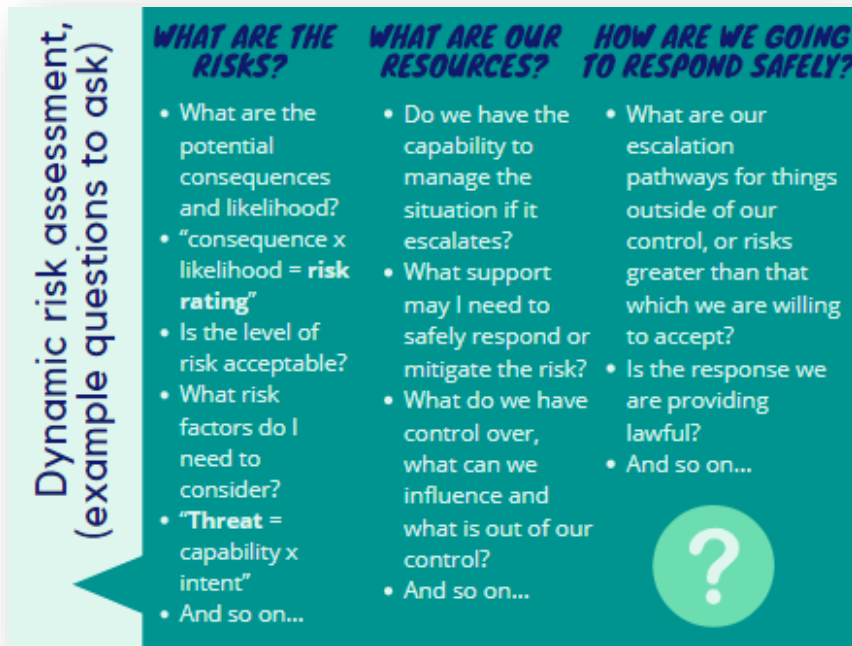 Dynamic risk assessment,
(example questions to ask)
WHAT ARE THE
RISKS?
• What are the
potential
consequences
and likelihood?
• “consequence x
likelihood = risk
rating”
• Is the level of
risk acceptable?
• What risk
factors do I
need to
consider?
• “Threat =
capability x
intent”
• And so on...
WHAT ARE OUR
RESOURCES?
• Do we have the
capability to
manage the
situation if it
escalates?
• What support
may I need to
safely respond or
mitigate the risk?
• What do we have
control over,
what can we
influence and
what is out of our
control?
• And so on...
HOW ARE WE GOING
TO RESPOND SAFELY?
• What are our
escalation
pathways for things
outside of our
control, or risks
greater than that
which we are willing
to accept?
• Is the response we
are providing
lawful?
• And so on...
?